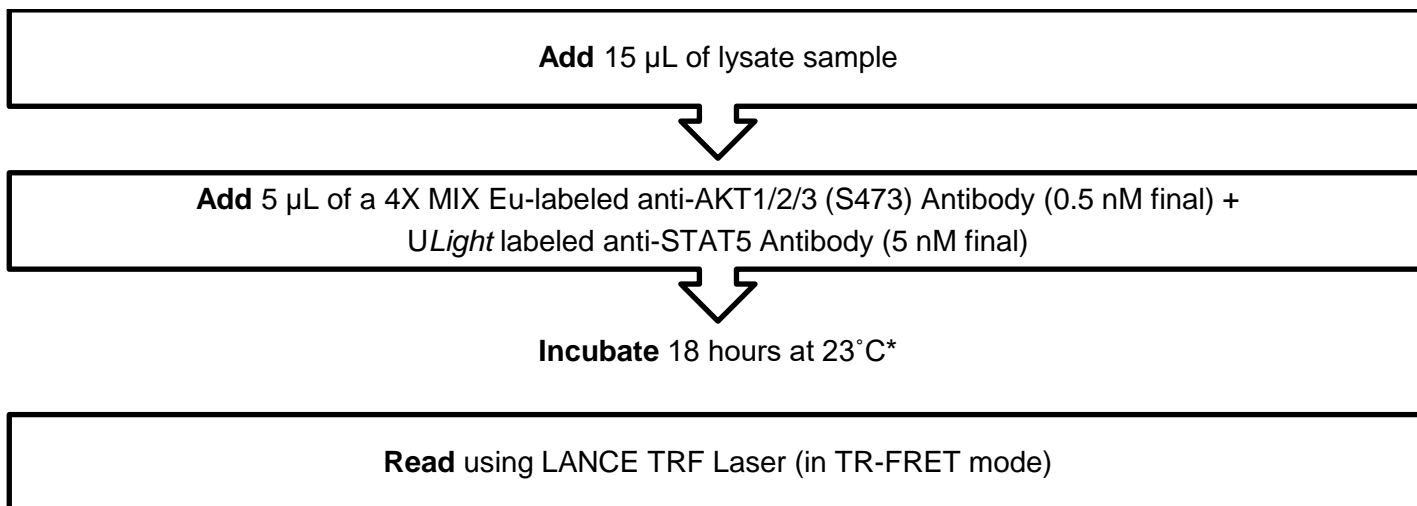 Add 15 µL of lysate sample
Add 5 µL of a 4X MIX Eu-labeled anti-AKT1/2/3 (S473) Antibody (0.5 nM final) +
ULight labeled anti-STAT5 Antibody (5 nM final)
Incubate 18 hours at 23˚C*
Read using LANCE TRF Laser (in TR-FRET mode)